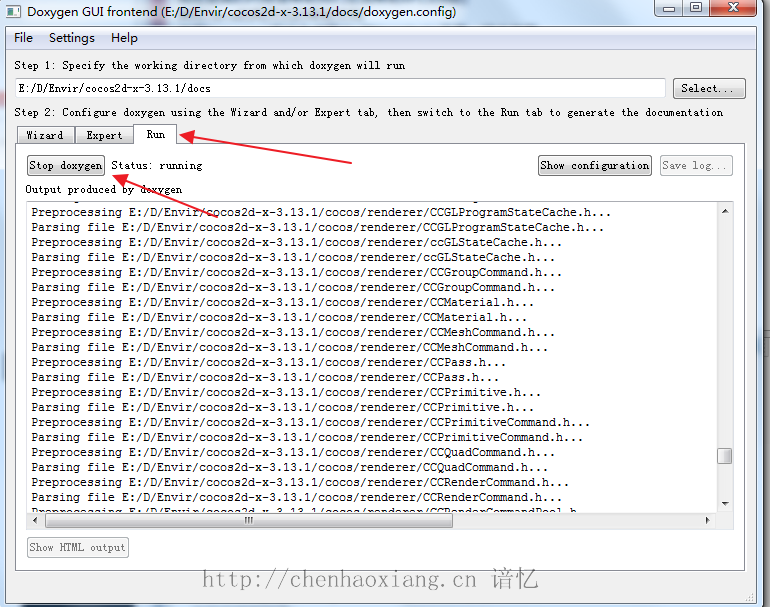 Doxygen GUI frontend (E:/D/Envir/cocos2d-x-3.13.1/docs/doxygen.config)
File Settings Help
Step 1: Specify the working directory from which doxygen will run
E:/D/Envir/cocos2d-x-3.13.1/docs
Select...
Step 2: Configure doxygen using the Wizard and/or Expert tab, then switch to the Run tab to generate the documentation
Wizard Expert Run
Stop doxygen Status: running Show configuration Save log...
Output produced by doxygen
Preprocessing E:/D/Envir/cocos2d-x-3.13.1/cocos/renderer/CCGLProgramStateCache.h...
Parsing file E:/D/Envir/cocos2d-x-3.13.1/cocos/renderer/CCGLProgramStateCache.h...
Preprocessing E:/D/Envir/cocos2d-x-3.13.1/cocos/renderer/ccGLStateCache.h...
Parsing file E:/D/Envir/cocos2d-x-3.13.1/cocos/renderer/ccGLStateCache.h...
Preprocessing E:/D/Envir/cocos2d-x-3.13.1/cocos/renderer/CCGroupCommand.h...
Parsing file E:/D/Envir/cocos2d-x-3.13.1/cocos/renderer/CCGroupCommand.h...
Preprocessing E:/D/Envir/cocos2d-x-3.13.1/cocos/renderer/CCMaterial.h...
Parsing file E:/D/Envir/cocos2d-x-3.13.1/cocos/renderer/CCMaterial.h...
Preprocessing E:/D/Envir/cocos2d-x-3.13.1/cocos/renderer/CCMeshCommand.h...
Parsing file E:/D/Envir/cocos2d-x-3.13.1/cocos/renderer/CCMeshCommand.h...
Preprocessing E:/D/Envir/cocos2d-x-3.13.1/cocos/renderer/CCPass.h...
Parsing file E:/D/Envir/cocos2d-x-3.13.1/cocos/renderer/CCPass.h...
Preprocessing E:/D/Envir/cocos2d-x-3.13.1/cocos/renderer/CCPrimitive.h...
Parsing file E:/D/Envir/cocos2d-x-3.13.1/cocos/renderer/CCPrimitive.h...
Preprocessing E:/D/Envir/cocos2d-x-3.13.1/cocos/renderer/CCPrimitiveCommand.h...
Parsing file E:/D/Envir/cocos2d-x-3.13.1/cocos/renderer/CCPrimitiveCommand.h...
Preprocessing E:/D/Envir/cocos2d-x-3.13.1/cocos/renderer/CCQuadCommand.h...
Parsing file E:/D/Envir/cocos2d-x-3.13.1/cocos/renderer/CCQuadCommand.h...
Preprocessing E:/D/Envir/cocos2d-x-3.13.1/cocos/renderer/CCRenderCommand.h...
Parsing file E:/D/Envir/cocos2d-x-3.13.1/cocos/renderer/CCRenderCommand.h...
Preprocessing E:/D/Envir/cocos2d-x-3.13.1/cocos/renderer/CCRenderCommandPool.h
Show HTML output
http://chenhaoxiang.cn 谙忆